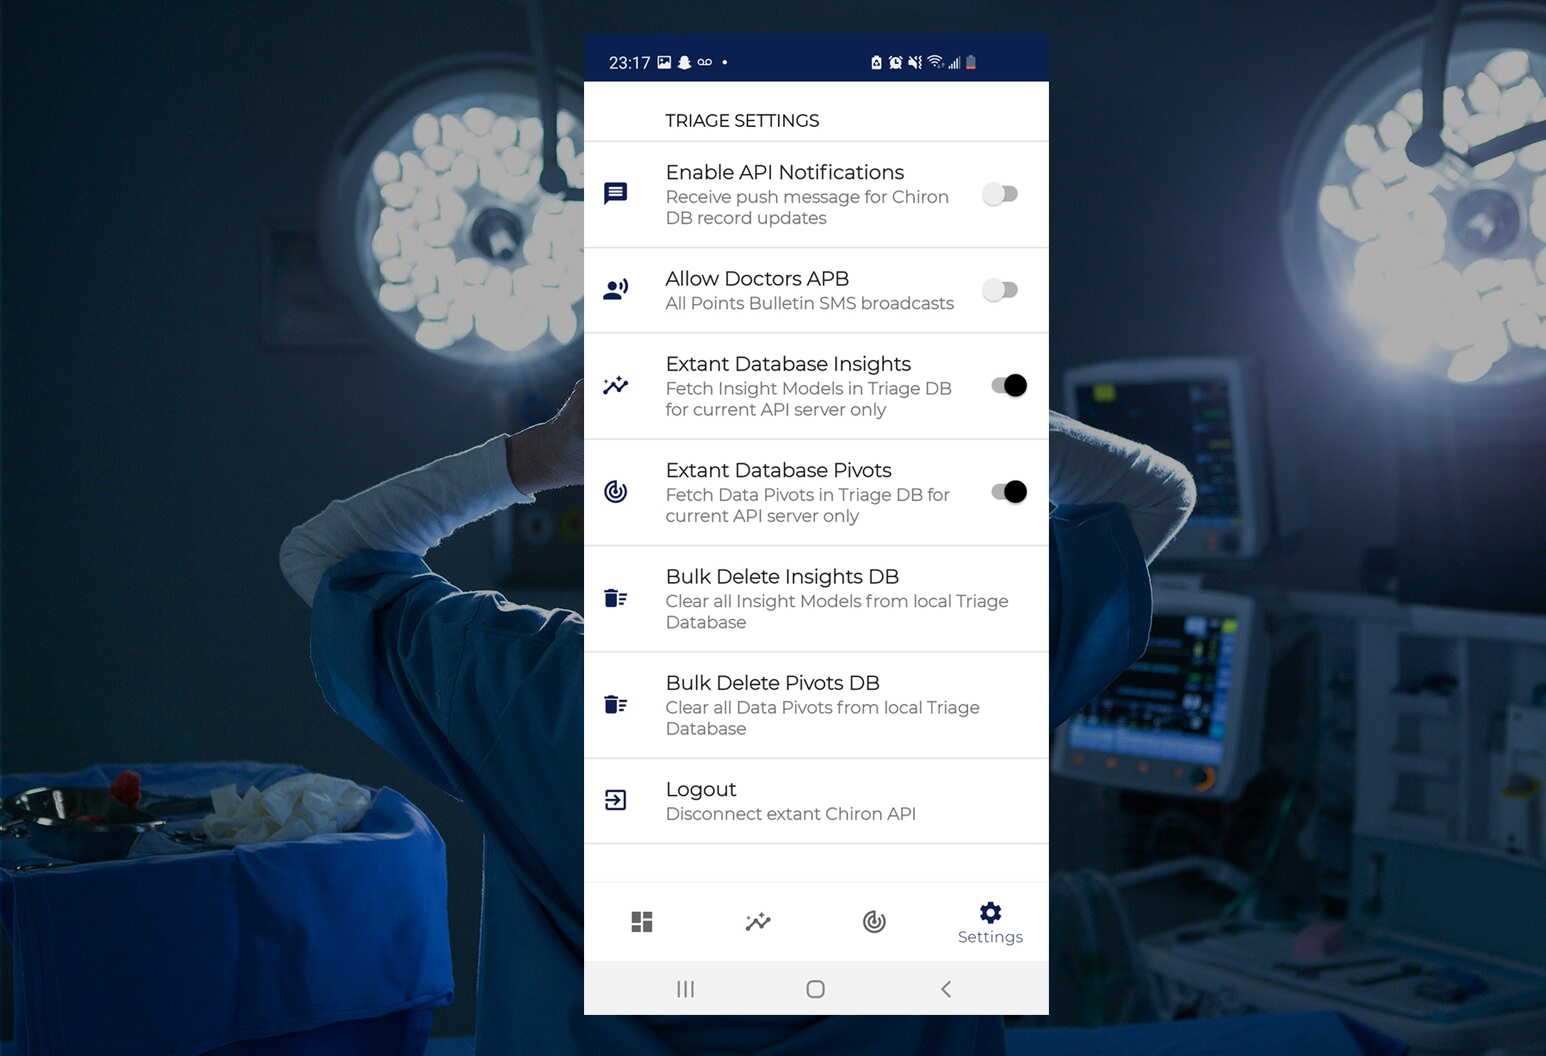 23:17
TRIAGE SETTINGS
Enable API Notifications
Receive push message for Chiron
DB record updates
Allow Doctors APB
All Points Bulletin SMS broadcasts
Extant Database Insights
Fetch Insight Models in Triage DB
for current API server only
Extant Database Pivots
Fetch Data Pivots in Triage DB for
current API server only
Bulk Delete Insights DB
Clear all Insight Models from local Triage
Database
Bulk Delete Pivots DB
Clear all Data Pivots from local Triage
Database
Logout
Disconnect extant Chiron API
Settings